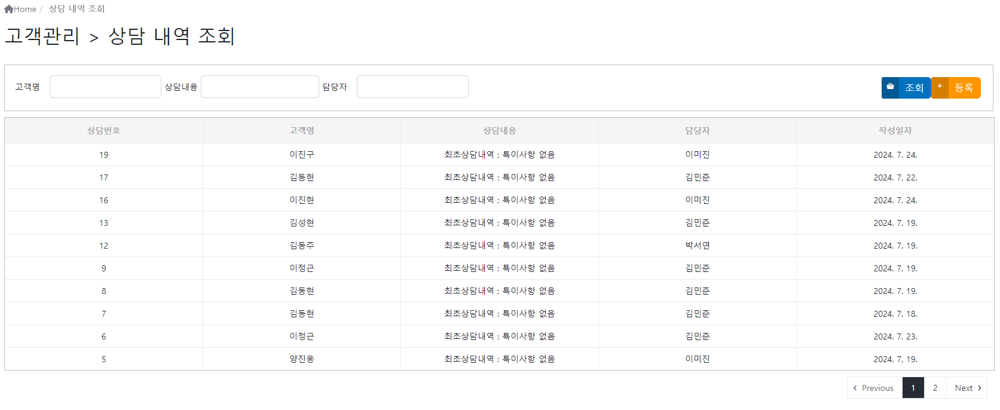 Home / 상담 내역 조회
고객관리 > 상담 내역 조회
고객명 상담내용 담당자 조회 + 등록
상담번호 고객명 상담내용 담당자 작성일자
19 이진구 최초상담내역 : 특이사항 없음 이미진 2024. 7. 24.
17 김동현 최초상담내역 : 특이사항 없음 김민준 2024. 7. 22.
16 이진현 최초상담내역 : 특이사항 없음 이미진 2024. 7. 24.
13 김성현 최초상담내역 : 특이사항 없음 김민준 2024. 7. 19.
12 김동주 최초상담내역 : 특이사항 없음 박서연 2024. 7. 19.
9 이정근 최초상담내역 : 특이사항 없음 김민준 2024. 7. 19.
8 김동현 최초상담내역 : 특이사항 없음 김민준 2024. 7. 19.
7 김동현 최초상담내역 : 특이사항 없음 김민준 2024. 7. 18.
6 이정근 최초상담내역 : 특이사항 없음 김민준 2024. 7. 23.
5 양진웅 최초상담내역 : 특이사항 없음 이미진 2024. 7. 19.
‹ Previous 1 2 Next ›